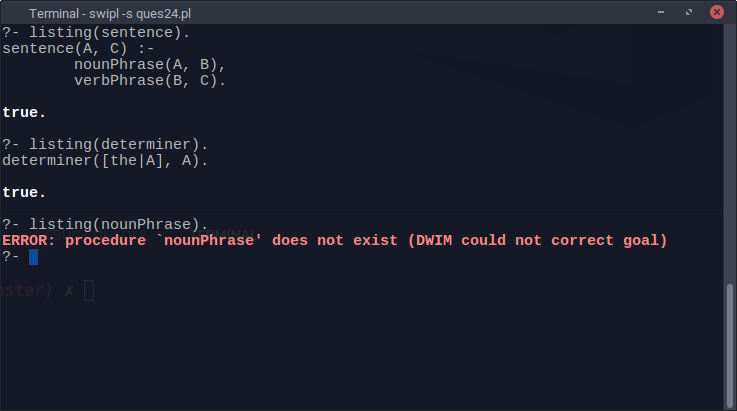 Terminal - swipl -s ques24.pl
?- listing(sentence).
sentence(A, C) :-
        nounPhrase(A, B),
        verbPhrase(B, C).
true.
?- listing(determiner).
determiner([the|A], A).
true.
?- listing(nounPhrase).
ERROR: procedure `nounPhrase' does not exist (DWIM could not correct goal)
?-
aster) ✗